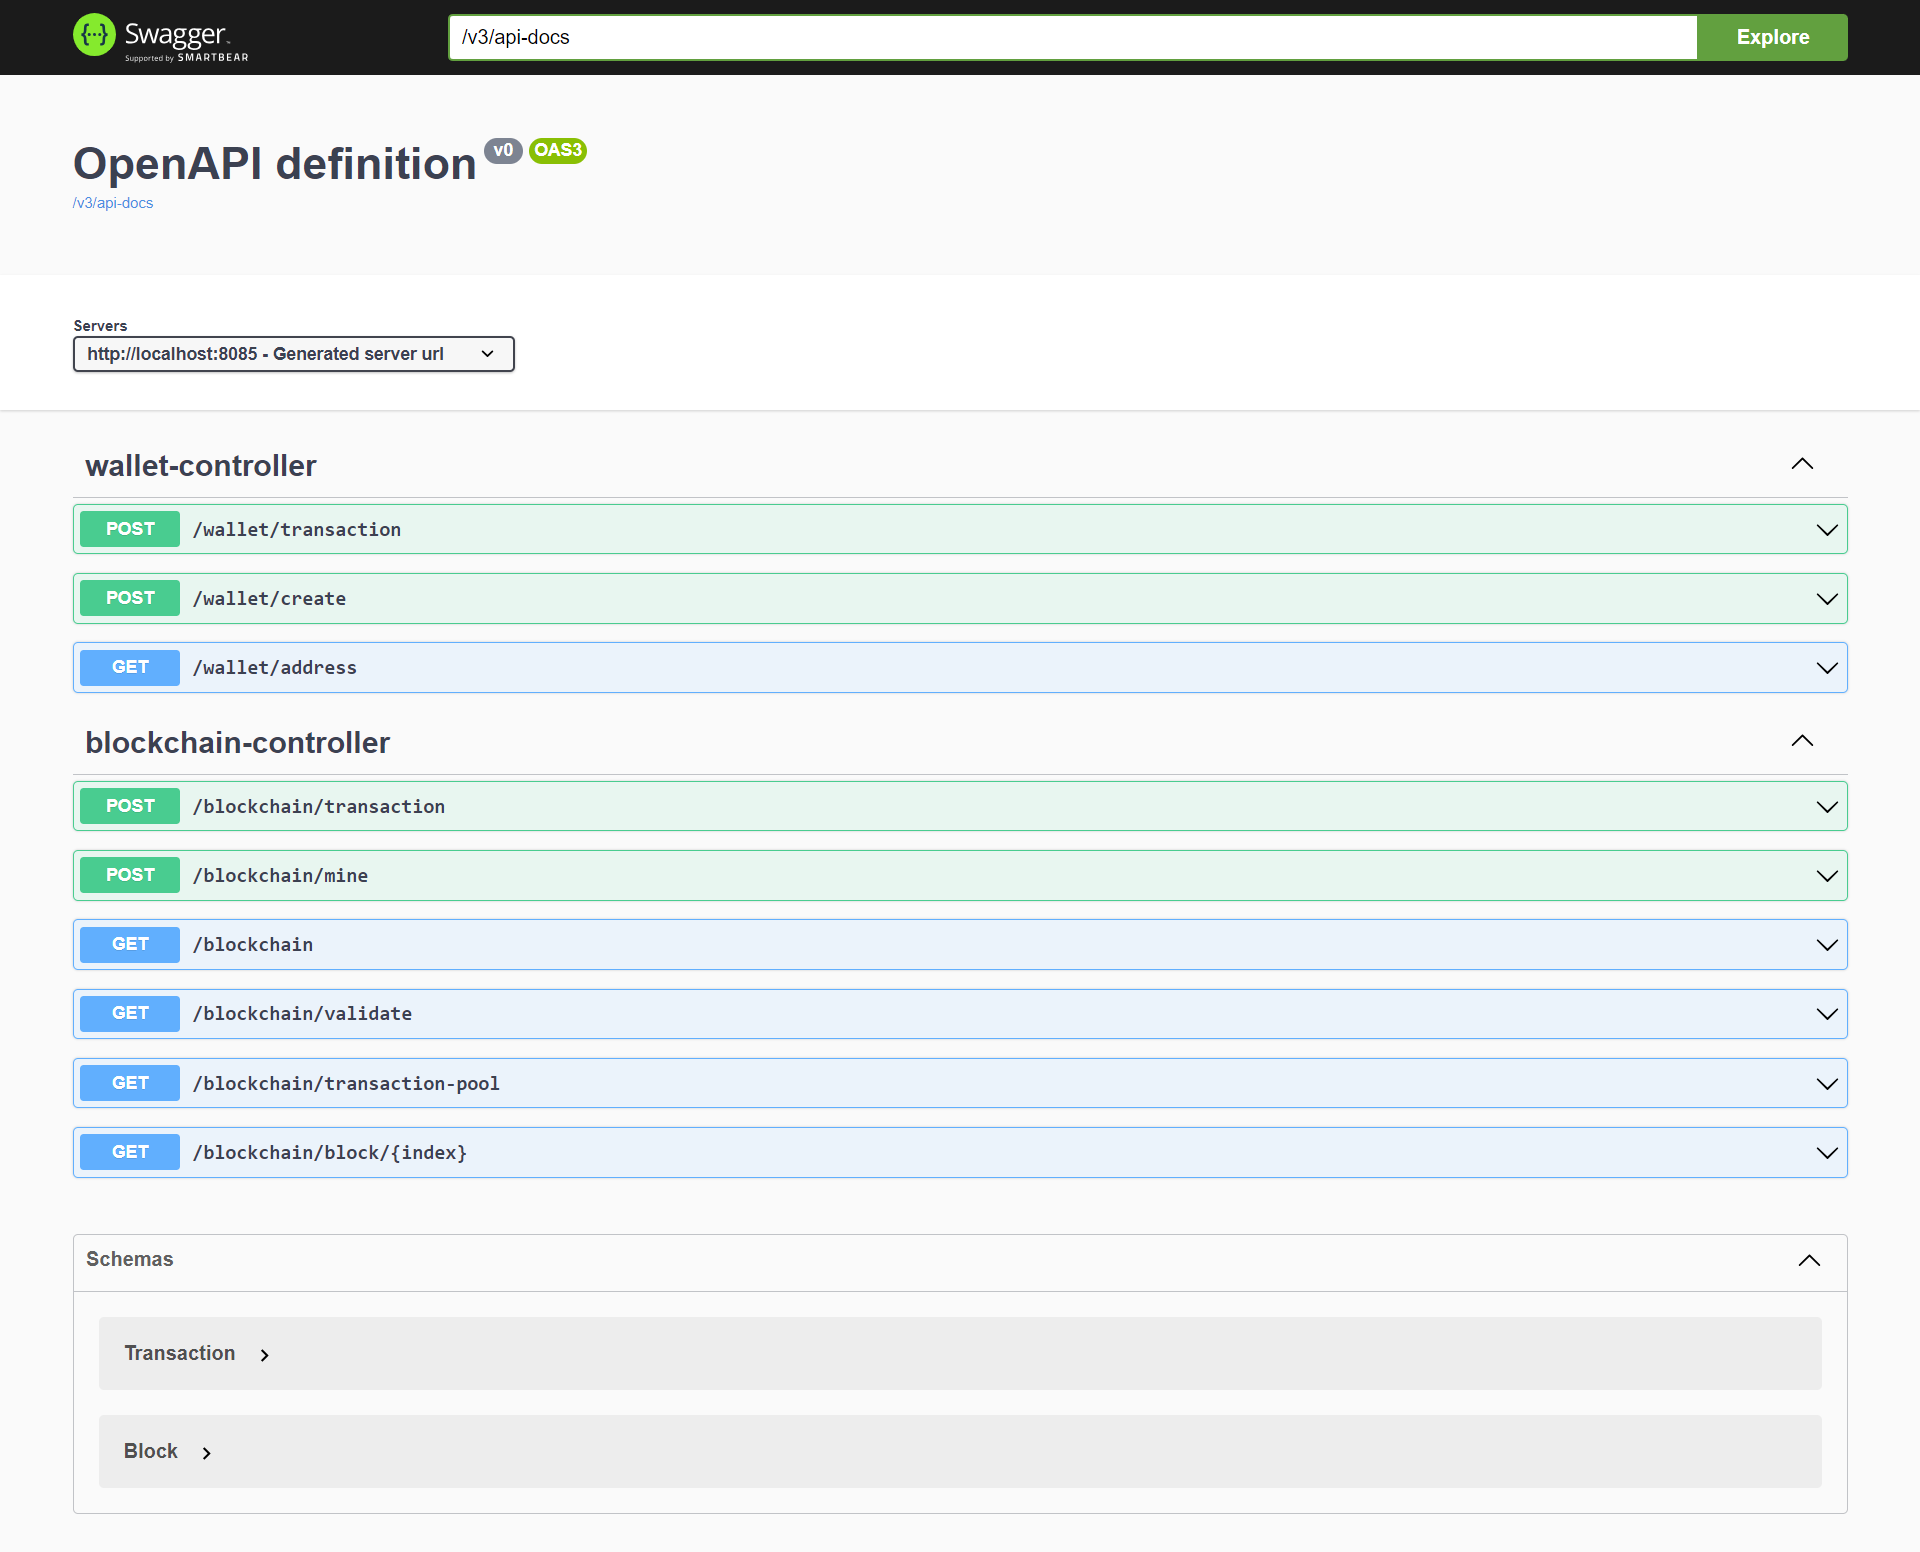 {···} Swagger™
Supported by SMARTBEAR
/v3/api-docs
Explore
OpenAPI definition v0 OAS3
/v3/api-docs
Servers
http://localhost:8085 - Generated server url
wallet-controller
POST /wallet/transaction
POST /wallet/create
GET /wallet/address
blockchain-controller
POST /blockchain/transaction
POST /blockchain/mine
GET /blockchain
GET /blockchain/validate
GET /blockchain/transaction-pool
GET /blockchain/block/{index}
Schemas
Transaction
Block